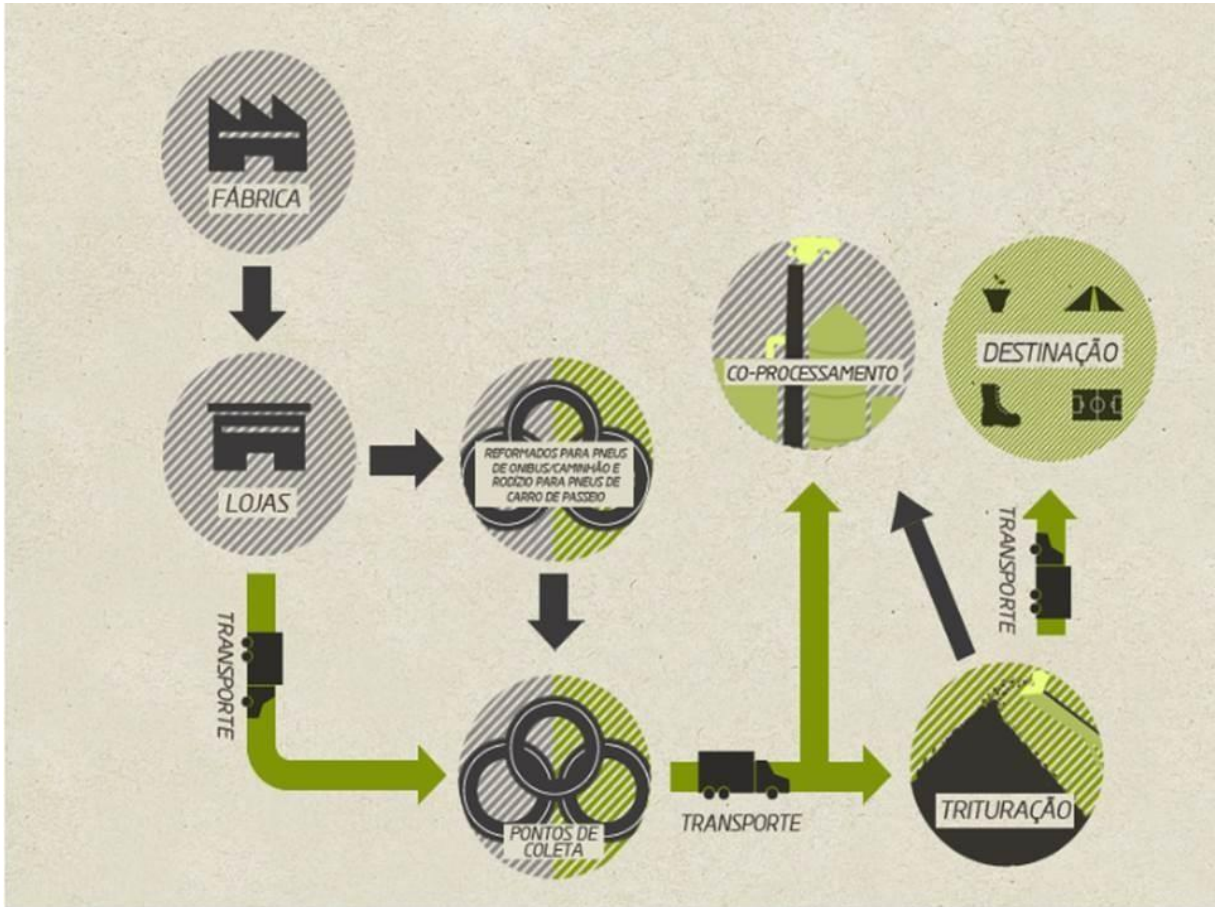 FÁBRICA
LOJAS
REFORMADOS PARA PNEUS
DE ONIBUS/CAMINHÃO E
RODÍZIO PARA PNEUS DE
CARRO DE PASSEIO
CO-PROCESSAMENTO
DESTINAÇÃO
TRANSPORTE
TRANSPORTE
PONTOS DE
COLETA
TRANSPORTE
TRITURAÇÃO